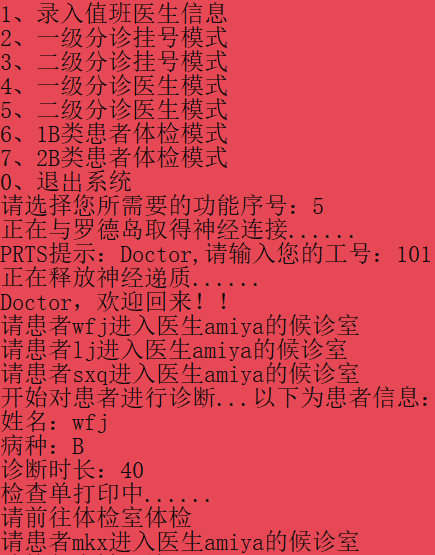 1、录入值班医生信息
2、一级分诊挂号模式
3、二级分诊挂号模式
4、一级分诊医生模式
5、二级分诊医生模式
6、1B类患者体检模式
7、2B类患者体检模式
0、退出系统
请选择您所需要的功能序号：5
正在与罗德岛取得神经连接......
PRTS提示：Doctor,请输入您的工号：101
正在释放神经递质......
Doctor，欢迎回来！！
请患者wfj进入医生amiya的候诊室
请患者lj进入医生amiya的候诊室
请患者sxq进入医生amiya的候诊室
开始对患者进行诊断...以下为患者信息：
姓名：wfj
病种：B
诊断时长：40
检查单打印中......
请前往体检室体检
请患者mkx进入医生amiya的候诊室